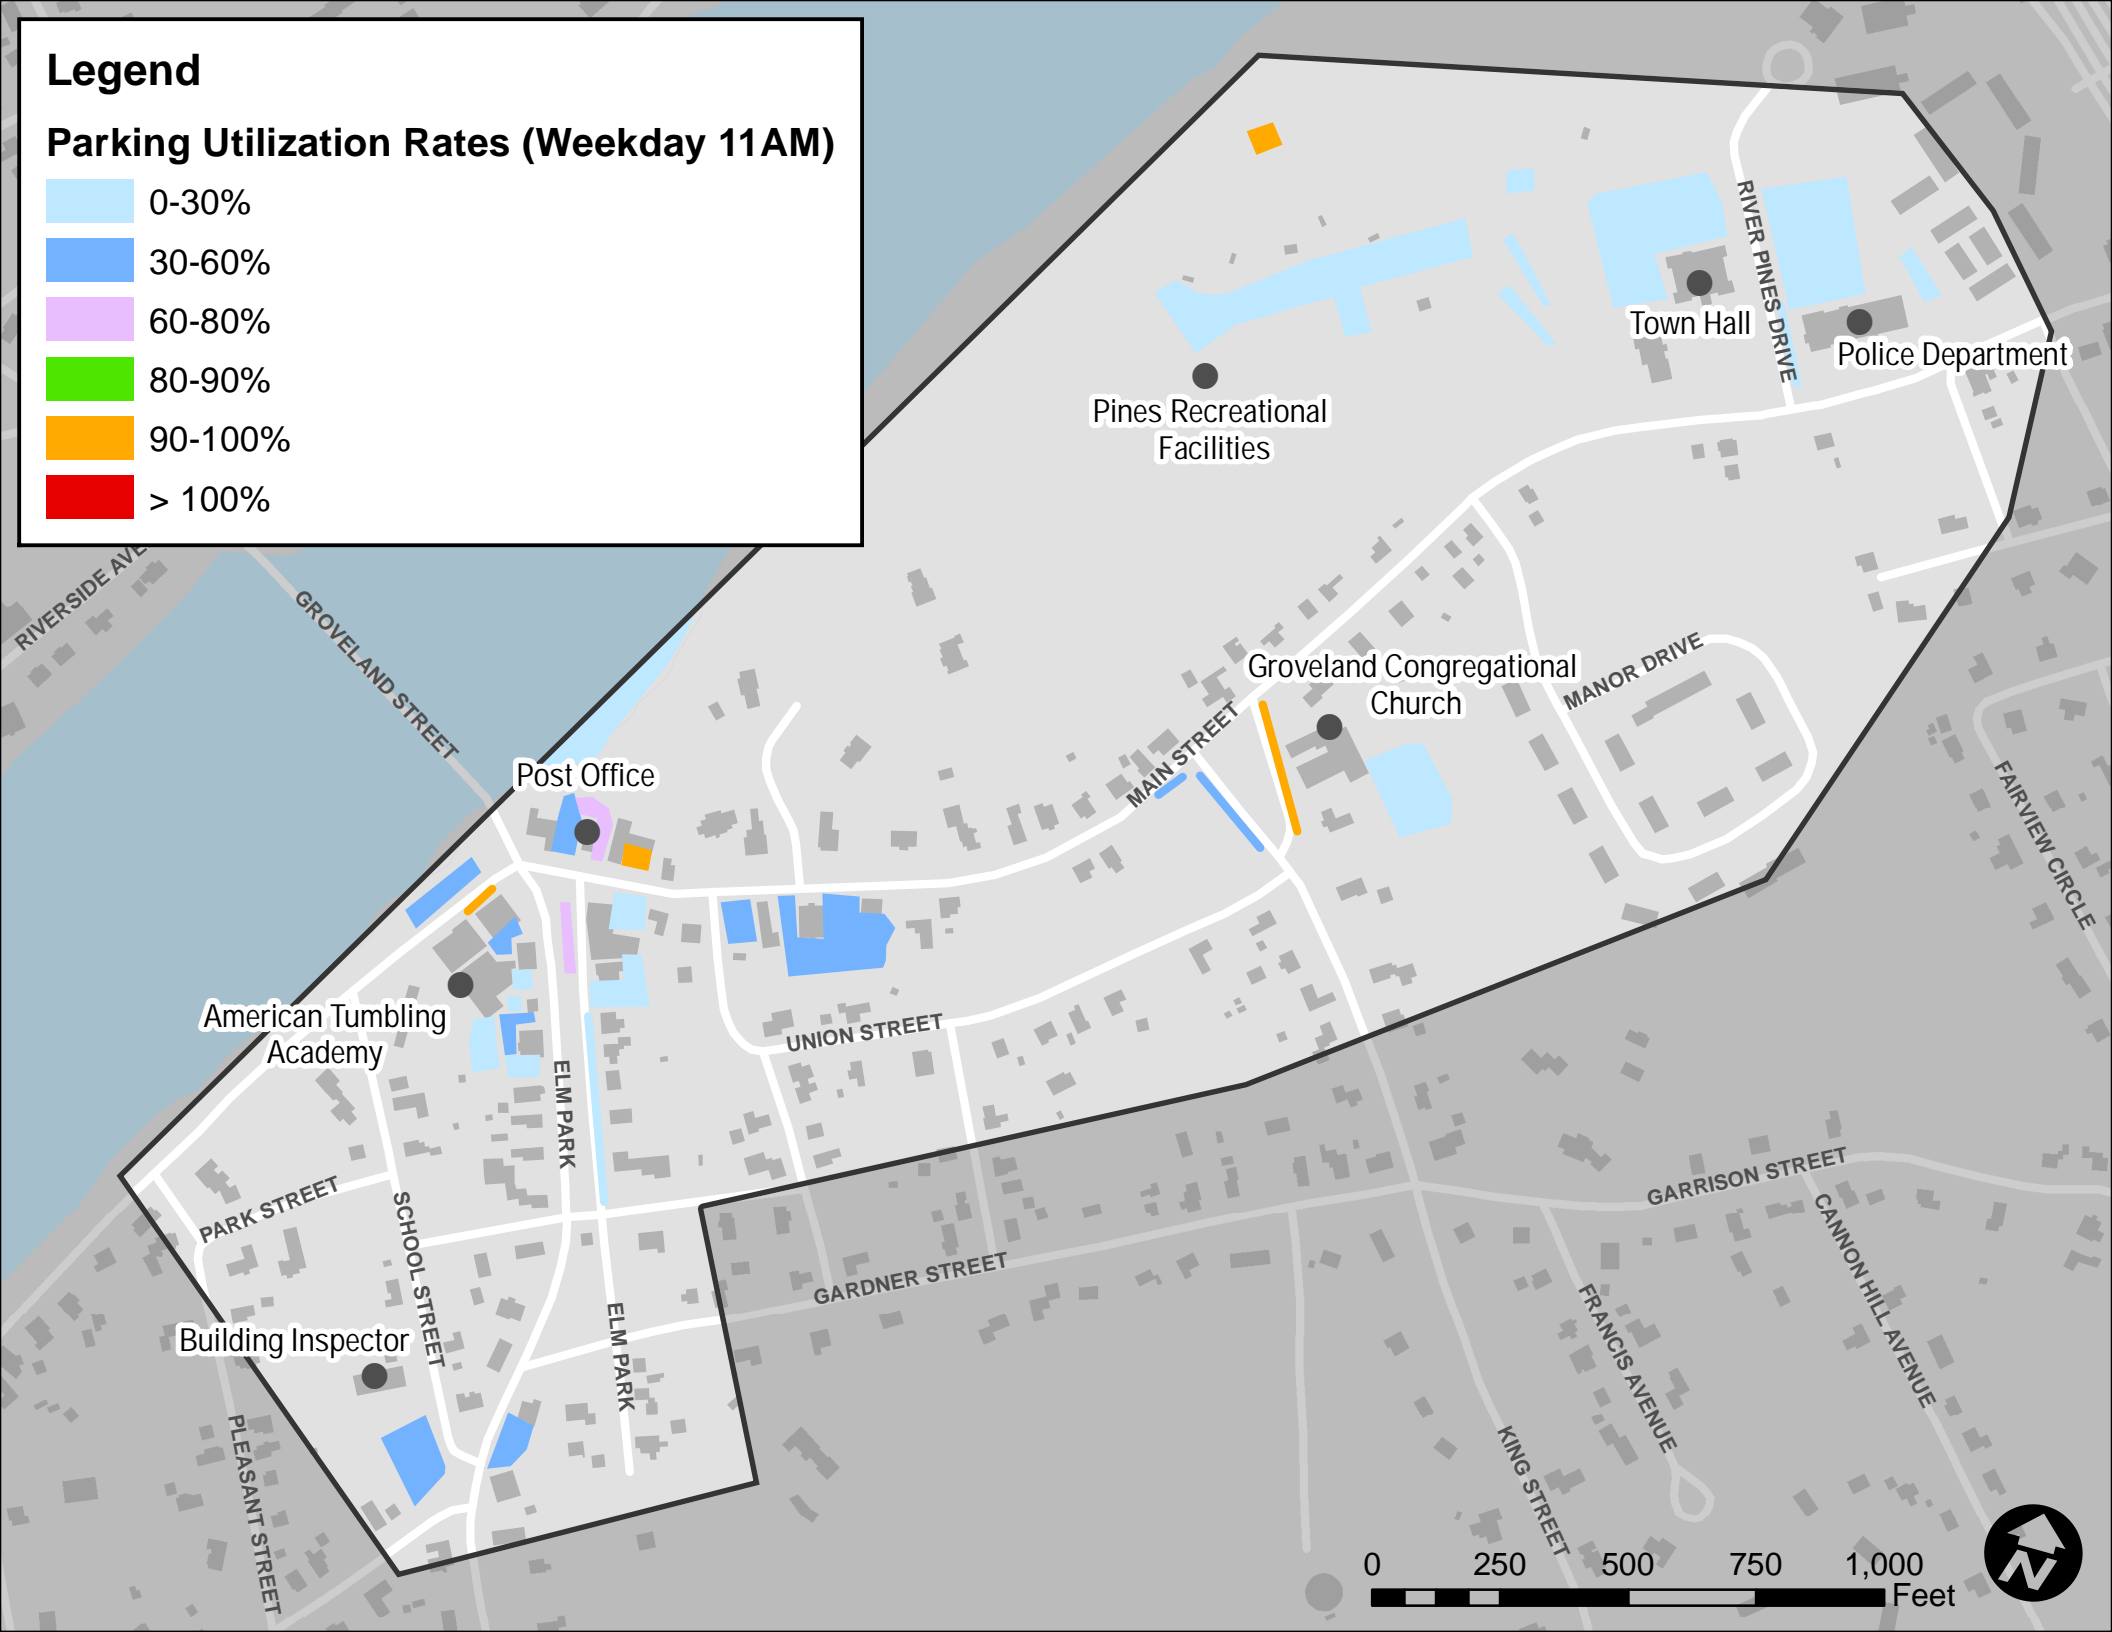 Legend
Parking Utilization Rates (Weekday 11AM)
0-30%
30-60%
60-80%
80-90%
90-100%
> 100%
RIVERSIDE AVE
GROVELAND STREET
RIVER PINES DRIVE
Town Hall
Police Department
Pines Recreational
Facilities
Groveland Congregational
Church
MANOR DRIVE
MAIN STREET
Post Office
FAIRVIEW CIRCLE
American Tumbling
Academy
UNION STREET
ELM PARK
PARK STREET
SCHOOL STREET
GARRISON STREET
CANNON HILL AVENUE
GARDNER STREET
FRANCIS AVENUE
ELM PARK
Building Inspector
PLEASANT STREET
KING STREET
0 250 500 750 1,000
Feet
N